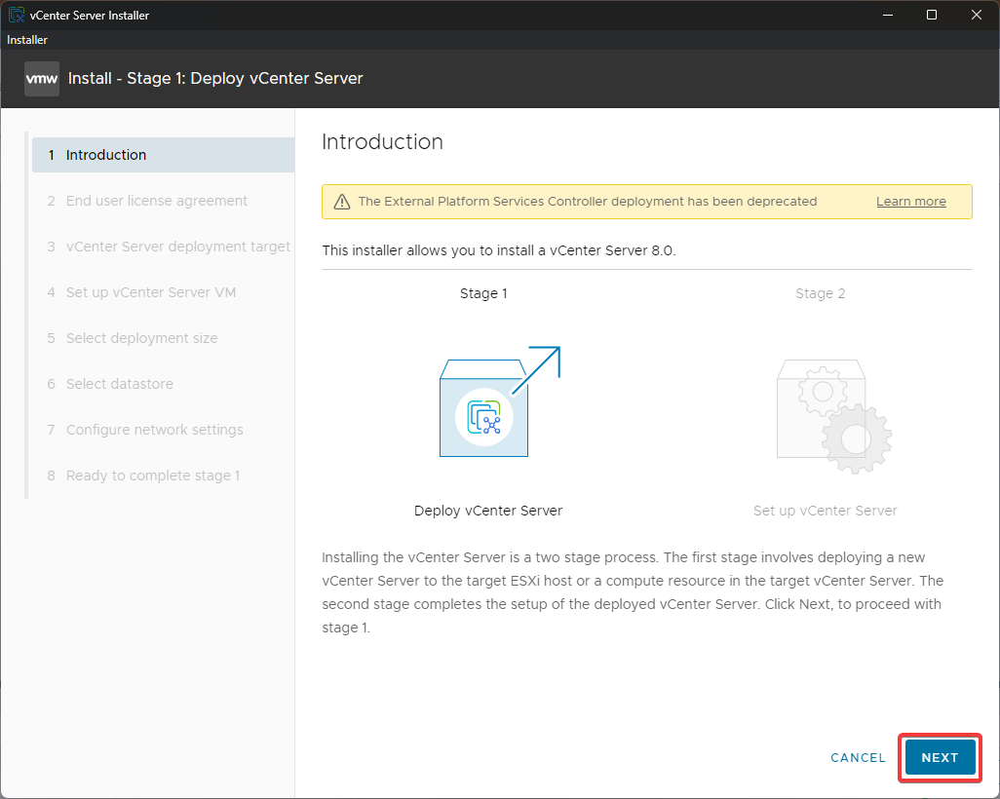 vCenter Server Installer
Installer
vmw Install - Stage 1: Deploy vCenter Server
1 Introduction
2 End user license agreement
3 vCenter Server deployment target
4 Set up vCenter Server VM
5 Select deployment size
6 Select datastore
7 Configure network settings
8 Ready to complete stage 1
Introduction
The External Platform Services Controller deployment has been deprecated Learn more
This installer allows you to install a vCenter Server 8.0.
Stage 1
Stage 2
Deploy vCenter Server
Set up vCenter Server
Installing the vCenter Server is a two stage process. The first stage involves deploying a new
vCenter Server to the target ESXi host or a compute resource in the target vCenter Server. The
second stage completes the setup of the deployed vCenter Server. Click Next, to proceed with
stage 1.
CANCEL NEXT